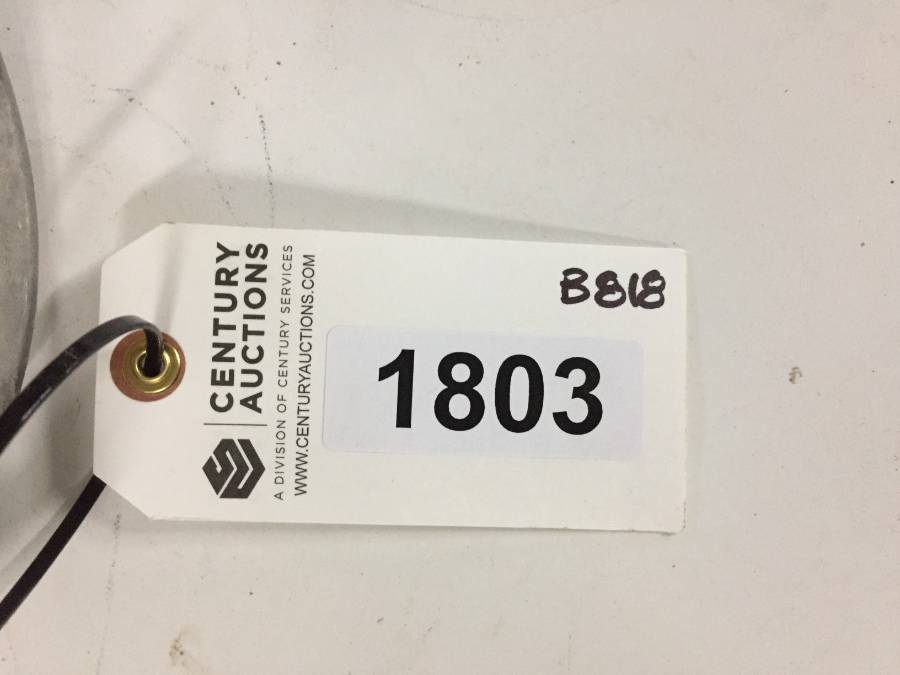 CENTURY
AUCTIONS
A DIVISION OF CENTURY SERVICES
WWW.CENTURYAUCTIONS.COM
B818
1803